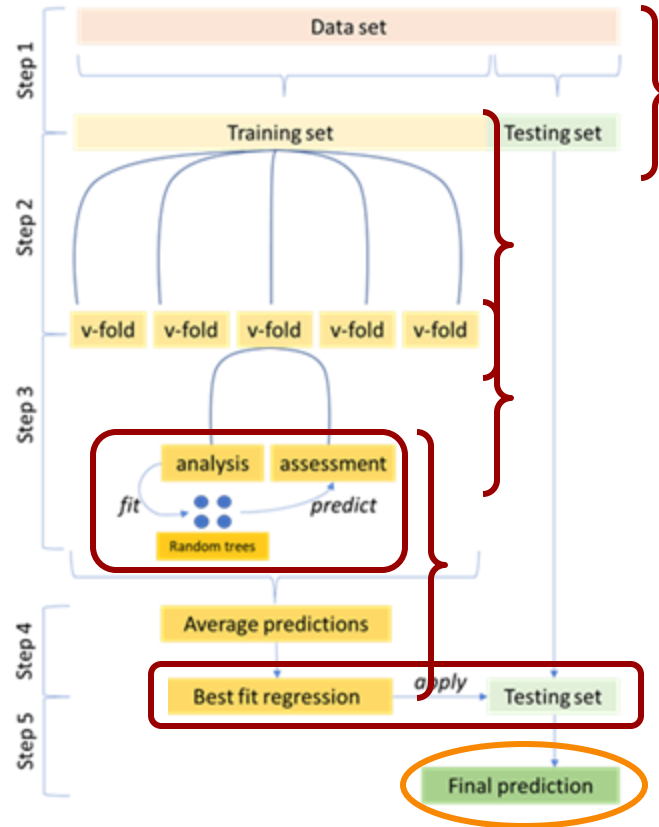 Step 1
Data set
Training set
Testing set
Step 2
v-fold
v-fold
v-fold
v-fold
v-fold
Step 3
analysis
assessment
fit
predict
Random trees
Step 4
Average predictions
Best fit regression
apply
Testing set
Step 5
Final prediction